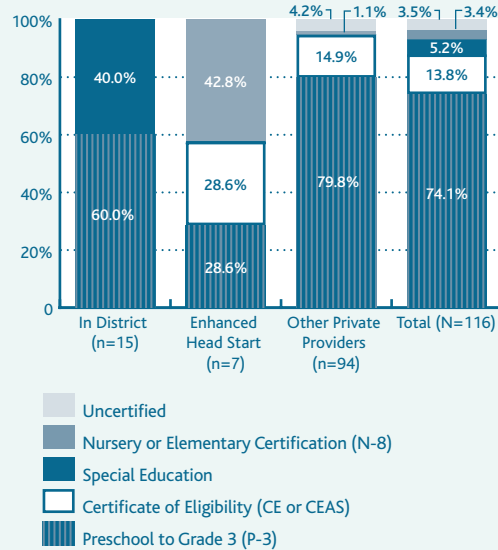 4.2% 1.1% 3.5% 3.4%
100%
80%
60%
40%
20%
0
40.0%
60.0%
42.8%
28.6%
28.6%
14.9%
79.8%
5.2%
13.8%
74.1%
In District
(n=15)
Enhanced
Head Start
(n=7)
Other Private
Providers
(n=94)
Total (N=116)
Uncertified
Nursery or Elementary Certification (N-8)
Special Education
Certificate of Eligibility (CE or CEAS)
Preschool to Grade 3 (P-3)